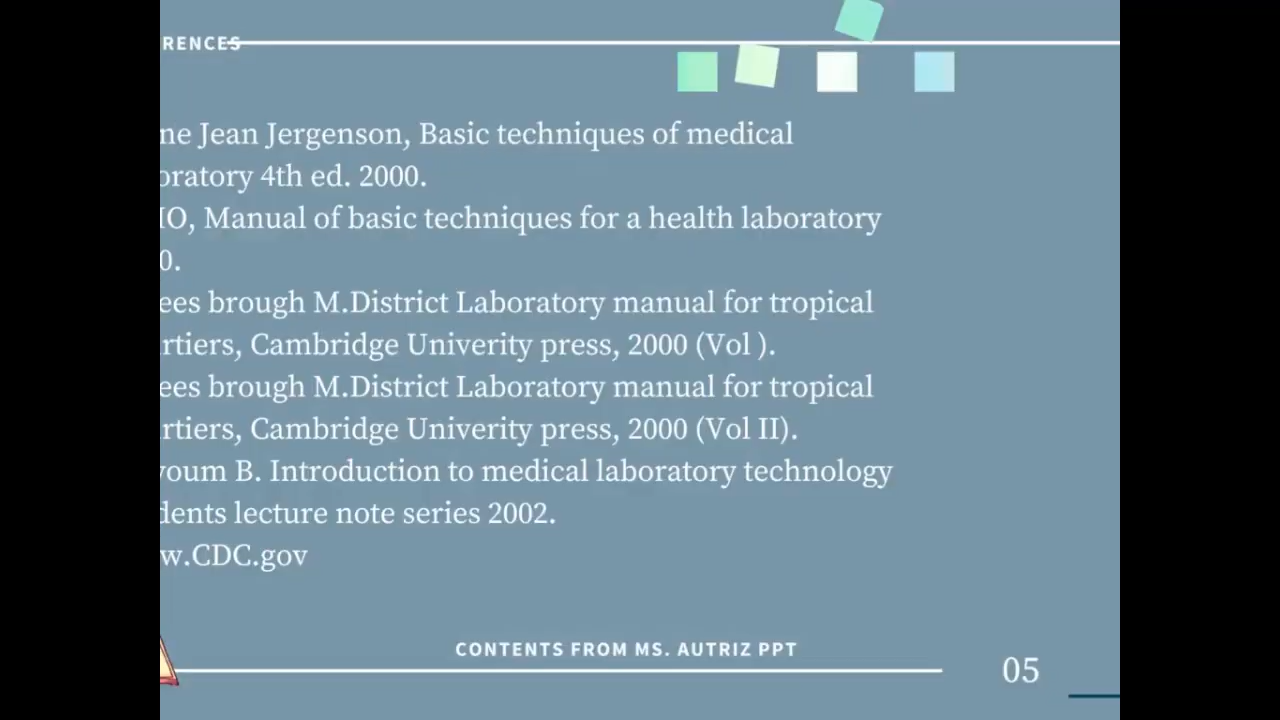 RENCES
ne Jean Jergenson, Basic techniques of medical
oratory 4th ed. 2000.
IO, Manual of basic techniques for a health laboratory
0.
ees brough M.District Laboratory manual for tropical
rtiers, Cambridge Univerity press, 2000 (Vol ).
ees brough M.District Laboratory manual for tropical
rtiers, Cambridge Univerity press, 2000 (Vol II).
youm B. Introduction to medical laboratory technology
dents lecture note series 2002.
w.CDC.gov
CONTENTS FROM MS. AUTRIZ PPT
05